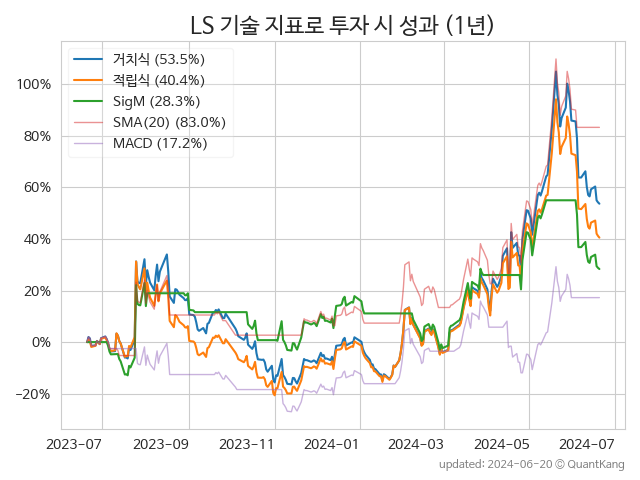 LS 기술 지표로 투자 시 성과 (1년)
거치식 (53.5%)
적립식 (40.4%)
SigM (28.3%)
SMA(20) (83.0%)
MACD (17.2%)
100%
80%
60%
40%
20%
0%
−20%
2023-07 2023-09 2023-11 2024-01 2024-03 2024-05 2024-07
updated: 2024-06-20 © QuantKang